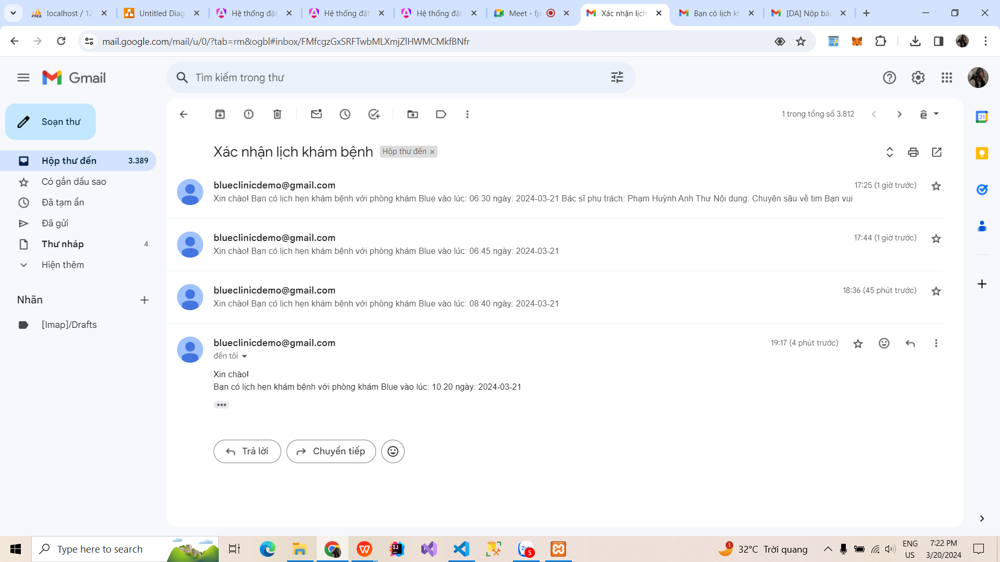 localhost / 12
Untitled Diag
Hệ thống đặt
Hệ thống đặt
Hệ thống đặt
Meet - fjs
Xác nhận lịch
Bạn có lịch kh
[DA] Nộp bác
mail.google.com/mail/u/0/?tab=rm&ogbl#inbox/FMfcgzGxSRFTwbMLXmjZlHWMCMkfBNfr
Gmail
Tìm kiếm trong thư
Soạn thư
1 trong tổng số 3.812
Hộp thư đến 3.389
Có gắn dấu sao
Đã tạm ẩn
Đã gửi
Thư nháp 4
Hiện thêm
Nhãn
[Imap]/Drafts
Xác nhận lịch khám bệnh Hộp thư đến
blueclinicdemo@gmail.com 17:25 (1 giờ trước)
Xin chào! Bạn có lịch hẹn khám bệnh với phòng khám Blue vào lúc: 06:30 ngày: 2024-03-21 Bác sĩ phụ trách: Phạm Huỳnh Anh Thư Nội dung: Chuyên sâu về tim Bạn vui
blueclinicdemo@gmail.com 17:44 (1 giờ trước)
Xin chào! Bạn có lịch hẹn khám bệnh với phòng khám Blue vào lúc: 06:45 ngày: 2024-03-21
blueclinicdemo@gmail.com 18:36 (45 phút trước)
Xin chào! Bạn có lịch hẹn khám bệnh với phòng khám Blue vào lúc: 08:40 ngày: 2024-03-21
blueclinicdemo@gmail.com 19:17 (4 phút trước)
đến tôi
Xin chào!
Bạn có lịch hẹn khám bệnh với phòng khám Blue vào lúc: 10:20 ngày: 2024-03-21
Trả lời
Chuyển tiếp
Type here to search
32°C Trời quang
ENG
US
7:22 PM
3/20/2024